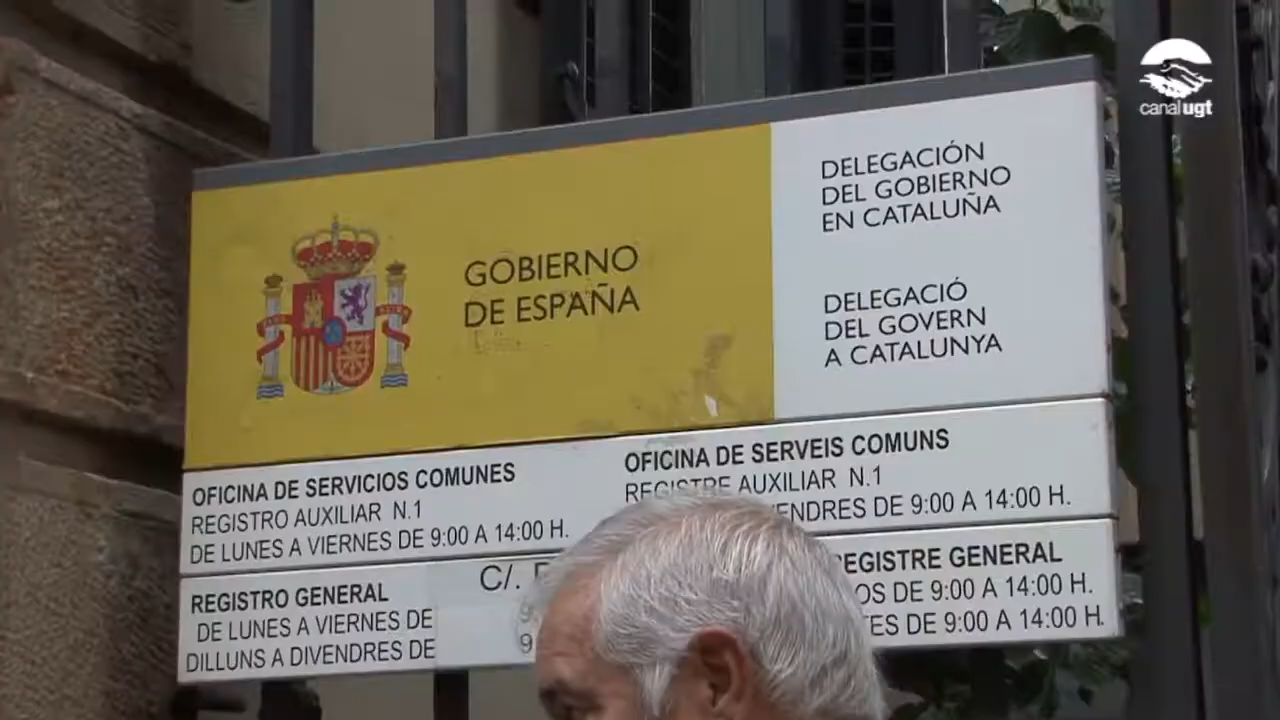 canalugt
GOBIERNO
DE ESPAÑA
DELEGACIÓN
DEL GOBIERNO
EN CATALUÑA
DELEGACIÓ
DEL GOVERN
A CATALUNYA
OFICINA DE SERVICIOS COMUNES
REGISTRO AUXILIAR N.1
DE LUNES A VIERNES DE 9:00 A 14:00 H.
OFICINA DE SERVEIS COMUNS
REGISTRE AUXILIAR N.1
DE 9:00 A 14:00 H.
REGISTRO GENERAL
DE LUNES A VIERNES DE
DILLUNS A DIVENDRES DE
C/.
REGISTRE GENERAL
DE 9:00 A 14:00 H.
DE 9:00 A 14:00 H.